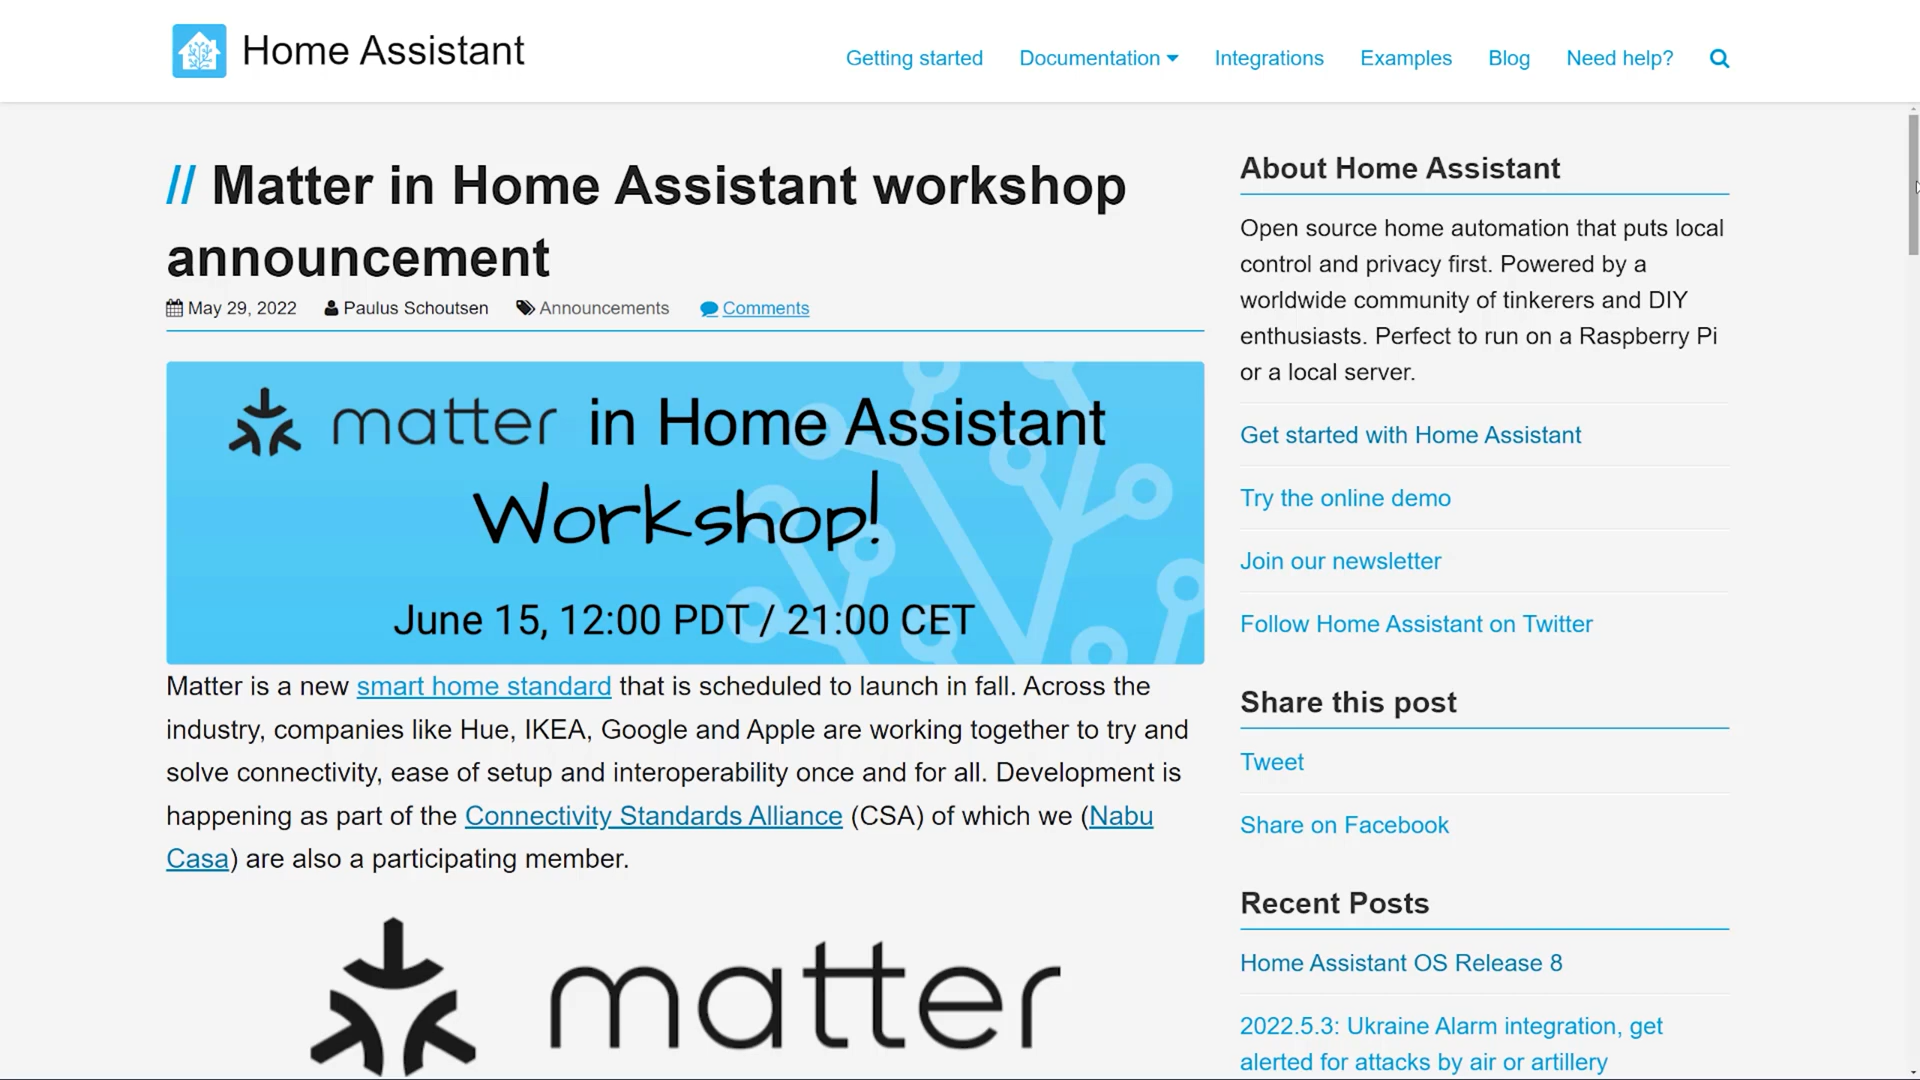 Home Assistant
Getting started Documentation Integrations Examples Blog Need help?
// Matter in Home Assistant workshop
announcement
May 29, 2022 Paulus Schoutsen Announcements Comments
matter in Home Assistant
Workshop!
June 15, 12:00 PDT / 21:00 CET
Matter is a new smart home standard that is scheduled to launch in fall. Across the
industry, companies like Hue, IKEA, Google and Apple are working together to try and
solve connectivity, ease of setup and interoperability once and for all. Development is
happening as part of the Connectivity Standards Alliance (CSA) of which we (Nabu
Casa) are also a participating member.
matter
About Home Assistant
Open source home automation that puts local
control and privacy first. Powered by a
worldwide community of tinkerers and DIY
enthusiasts. Perfect to run on a Raspberry Pi
or a local server.
Get started with Home Assistant
Try the online demo
Join our newsletter
Follow Home Assistant on Twitter
Share this post
Tweet
Share on Facebook
Recent Posts
Home Assistant OS Release 8
2022.5.3: Ukraine Alarm integration, get
alerted for attacks by air or artillery